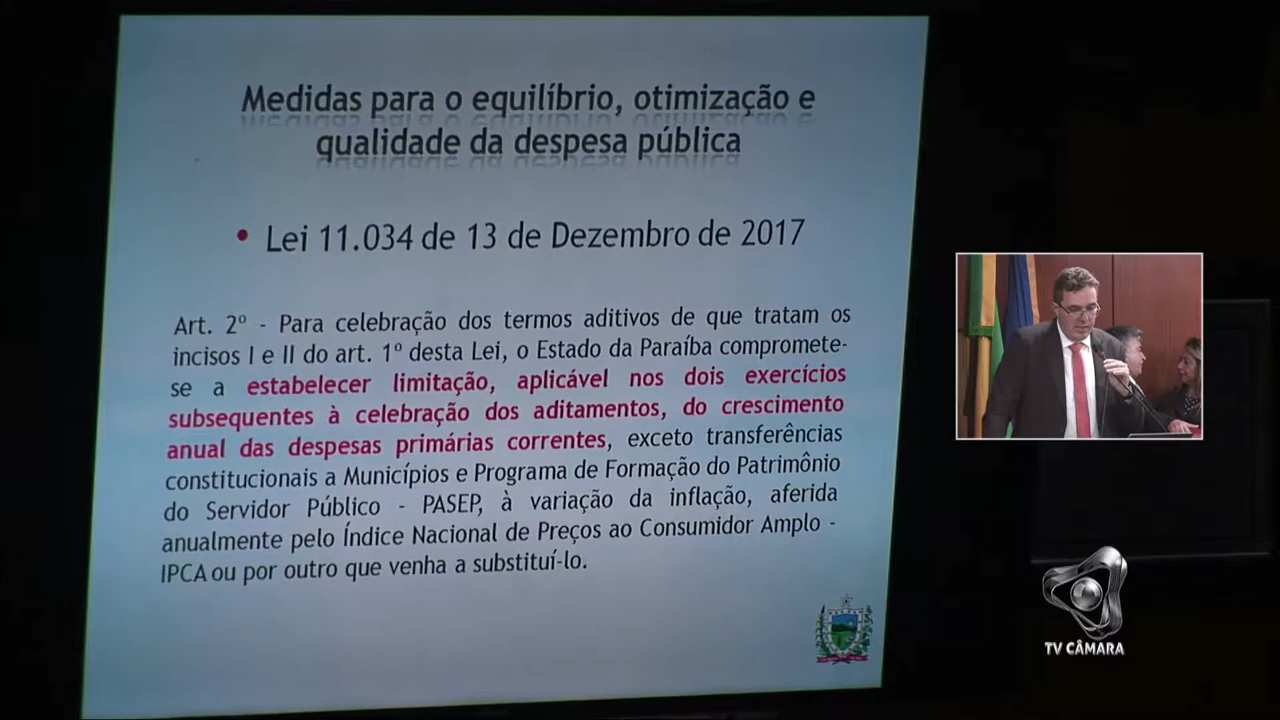 Medidas para o equilíbrio, otimização e
qualidade da despesa pública
• Lei 11.034 de 13 de Dezembro de 2017
Art. 2º - Para celebração dos termos aditivos de que tratam os
incisos I e II do art. 1º desta Lei, o Estado da Paraíba compromete-
se a estabelecer limitação, aplicável nos dois exercícios
subsequentes à celebração dos aditamentos, do crescimento
anual das despesas primárias correntes, exceto transferências
constitucionais a Municípios e Programa de Formação do Patrimônio
do Servidor Público - PASEP, à variação da inflação, aferida
anualmente pelo Índice Nacional de Preços ao Consumidor Amplo -
IPCA ou por outro que venha a substituí-lo.
TV CÂMARA